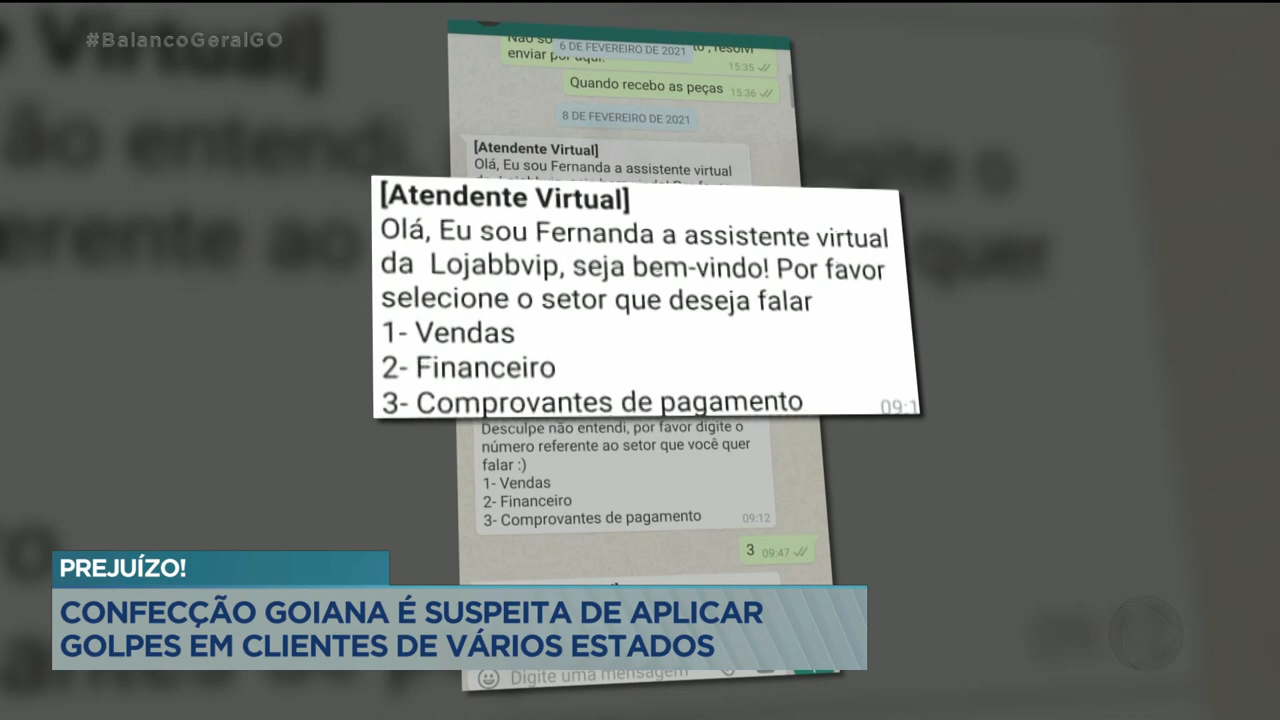 #BalancoGeralGO
6 DE FEVEREIRO DE 2021
enviar por aqui.
15:35
Quando recebo as peças 15:36
8 DE FEVEREIRO DE 2021
[Atendente Virtual]
Olá, Eu sou Fernanda a assistente virtual
[Atendente Virtual]
Olá, Eu sou Fernanda a assistente virtual
da Lojabbvip, seja bem-vindo! Por favor
selecione o setor que deseja falar
1- Vendas
2- Financeiro
3- Comprovantes de pagamento
Desculpe não entendi, por favor digite o
número referente ao setor que você quer
falar :)
1- Vendas
2- Financeiro
3- Comprovantes de pagamento 09:12
3 09:47
PREJUÍZO!
CONFECÇÃO GOIANA É SUSPEITA DE APLICAR
GOLPES EM CLIENTES DE VÁRIOS ESTADOS
Digite uma mensagem